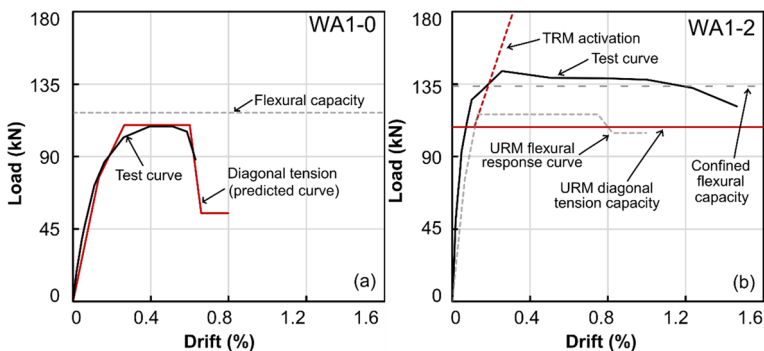 WA1-0
180
135
90
45
0
Load (kN)
Flexural capacity
Test curve
Diagonal tension
(predicted curve)
(a)
0
0.4
0.8
1.2
1.6
Drift (%)
WA1-2
180
135
90
45
0
Load (kN)
TRM activation
Test curve
URM flexural
response curve
URM diagonal
tension capacity
Confined
flexural
capacity
(b)
0
0.4
0.8
1.2
1.6
Drift (%)